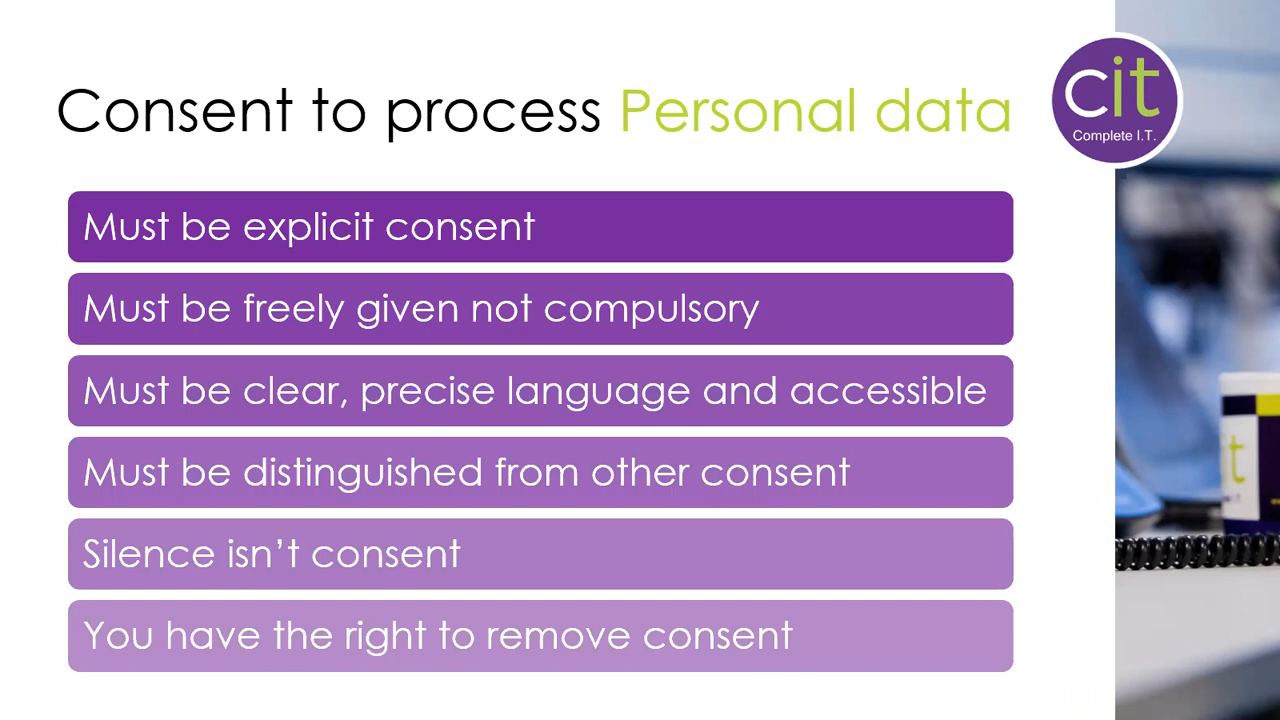 Consent to process Personal data
cit
Complete I.T.
Must be explicit consent
Must be freely given not compulsory
Must be clear, precise language and accessible
Must be distinguished from other consent
Silence isn't consent
You have the right to remove consent
it